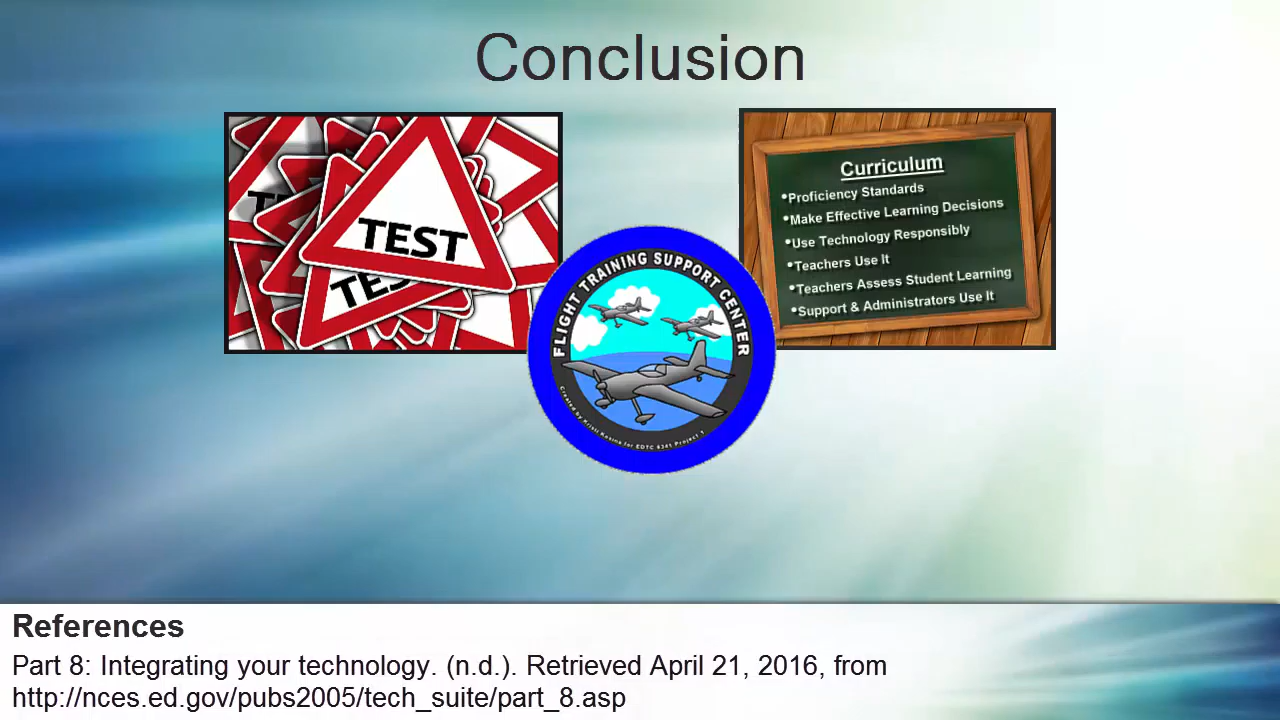 Conclusion
TEST
TES
Curriculum
•Proficiency Standards
•Make Effective Learning Decisions
•Use Technology Responsibly
•Teachers Use It
•Teachers Assess Student Learning
•Support & Administrators Use It
FLIGHT TRAINING SUPPORT CENTER
References
Part 8: Integrating your technology. (n.d.). Retrieved April 21, 2016, from
http://nces.ed.gov/pubs2005/tech_suite/part_8.asp